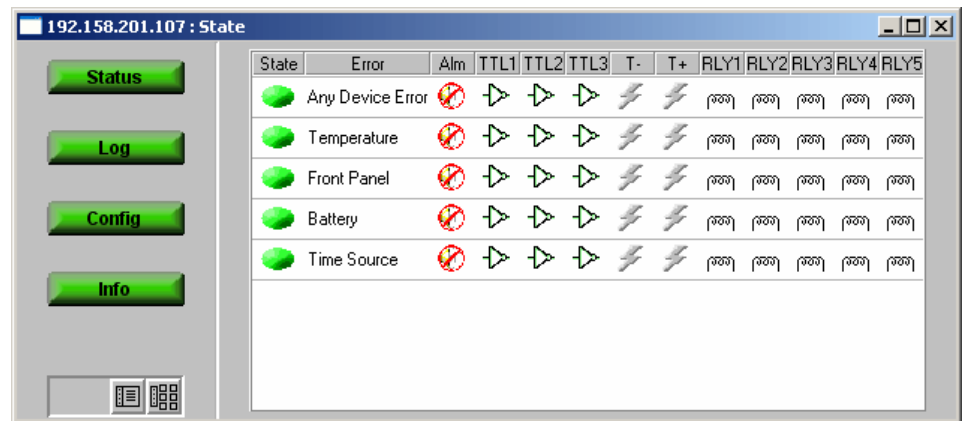 192.158.201.107 : State
Status
Log
Config
Info
State Error Alm TTL1 TTL2 TTL3 T- T+ RLY1 RLY2 RLY3 RLY4 RLY5
Any Device Error
Temperature
Front Panel
Battery
Time Source